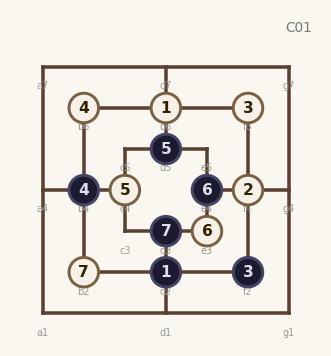 C01
a7 d7 g7
4 1 3
b6 d6 f6
5
c5 d5 e5
4 5 6 2
a4 b4 c4 e4 f4 g4
7 6
c3 d3 e3
7 1 3
b2 d2 f2
a1 d1 g1